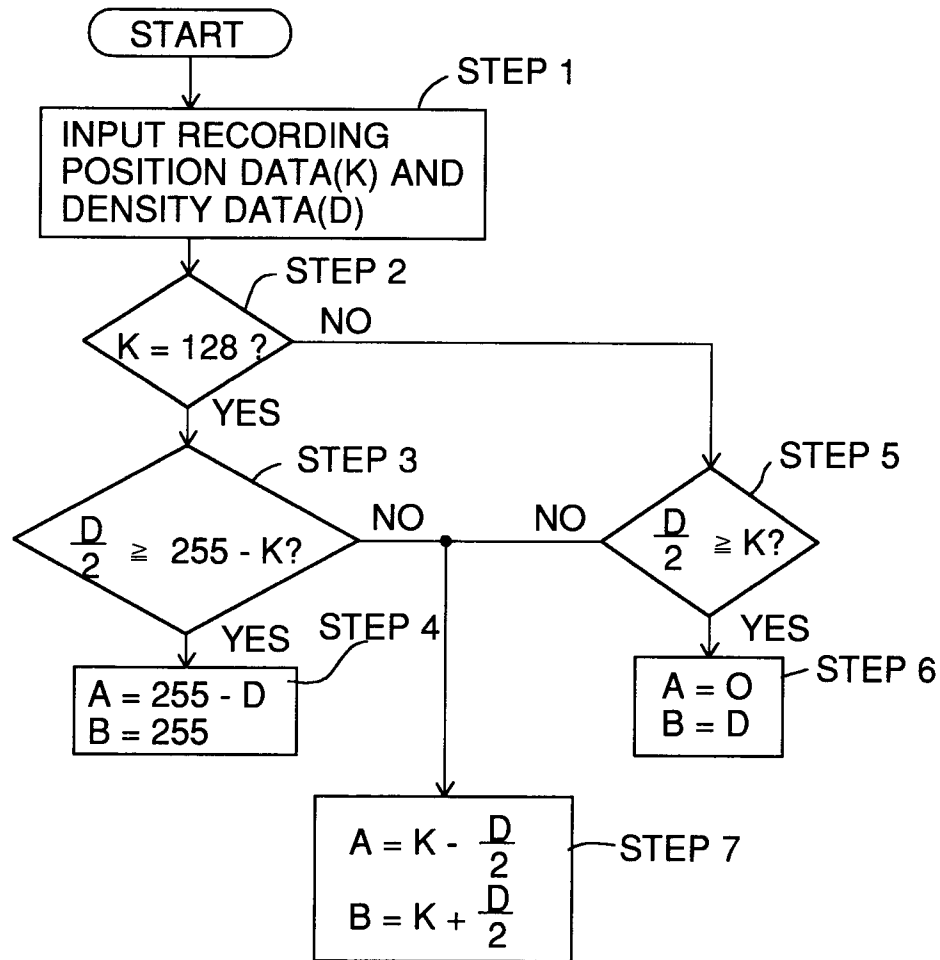 START
STEP 1
INPUT RECORDING
POSITION DATA(K) AND
DENSITY DATA(D)
STEP 2
K = 128 ?
NO
YES
STEP 3
D/2 ≧ 255 - K?
NO
NO
STEP 5
D/2 ≧ K?
YES
STEP 4
A = 255 - D
B = 255
YES
STEP 6
A = O
B = D
STEP 7
A = K - D/2
B = K + D/2